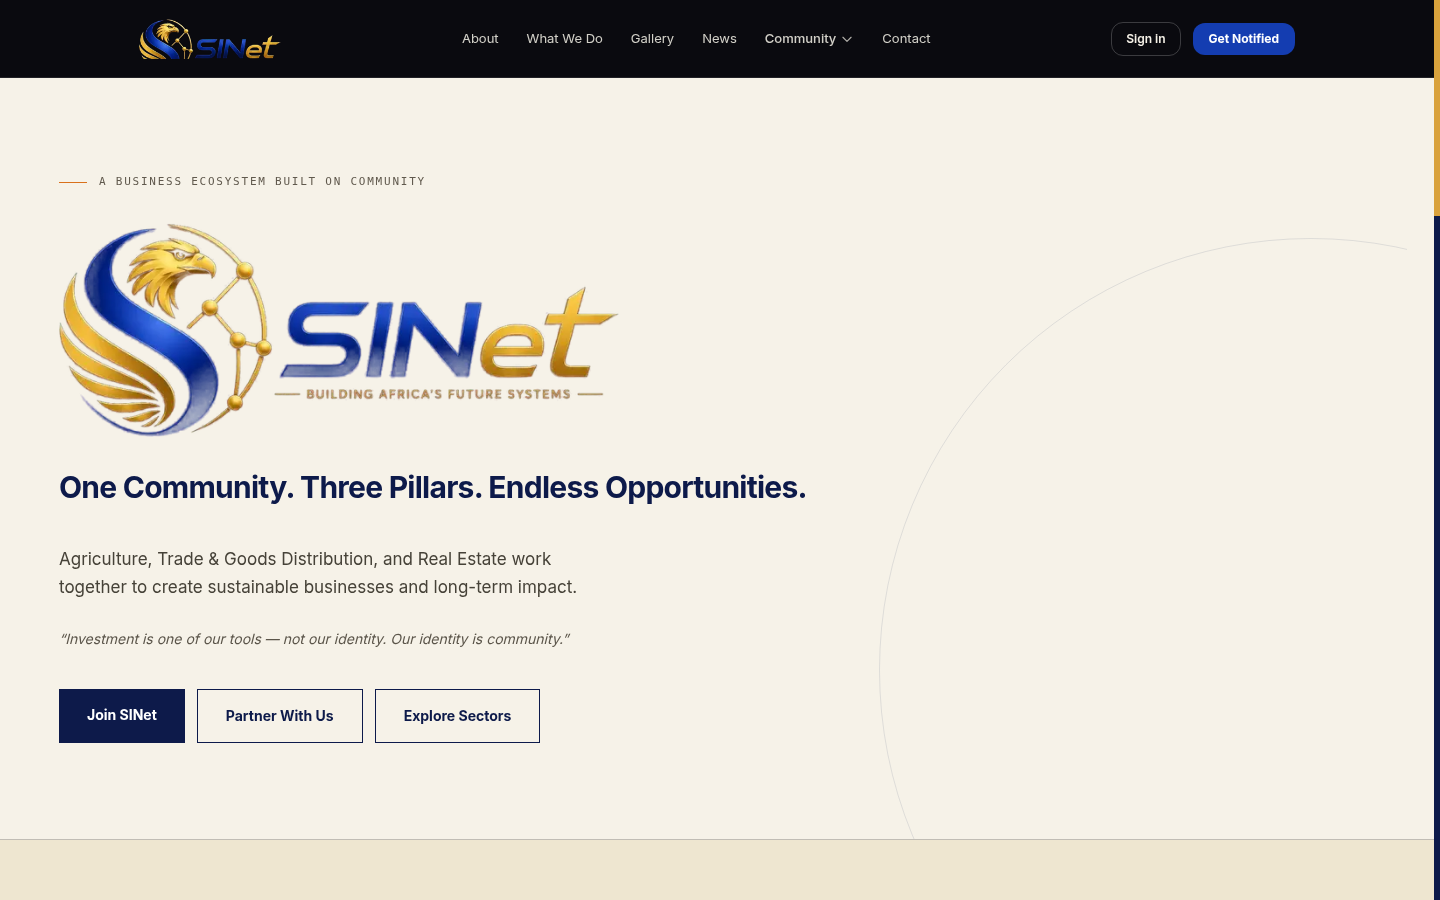 SINet
About
What We Do
Gallery
News
Community
Contact
Sign in
Get Notified
A BUSINESS ECOSYSTEM BUILT ON COMMUNITY
SINet
BUILDING AFRICA'S FUTURE SYSTEMS
One Community. Three Pillars. Endless Opportunities.
Agriculture, Trade & Goods Distribution, and Real Estate work
together to create sustainable businesses and long-term impact.
“Investment is one of our tools — not our identity. Our identity is community.”
Join SINet
Partner With Us
Explore Sectors